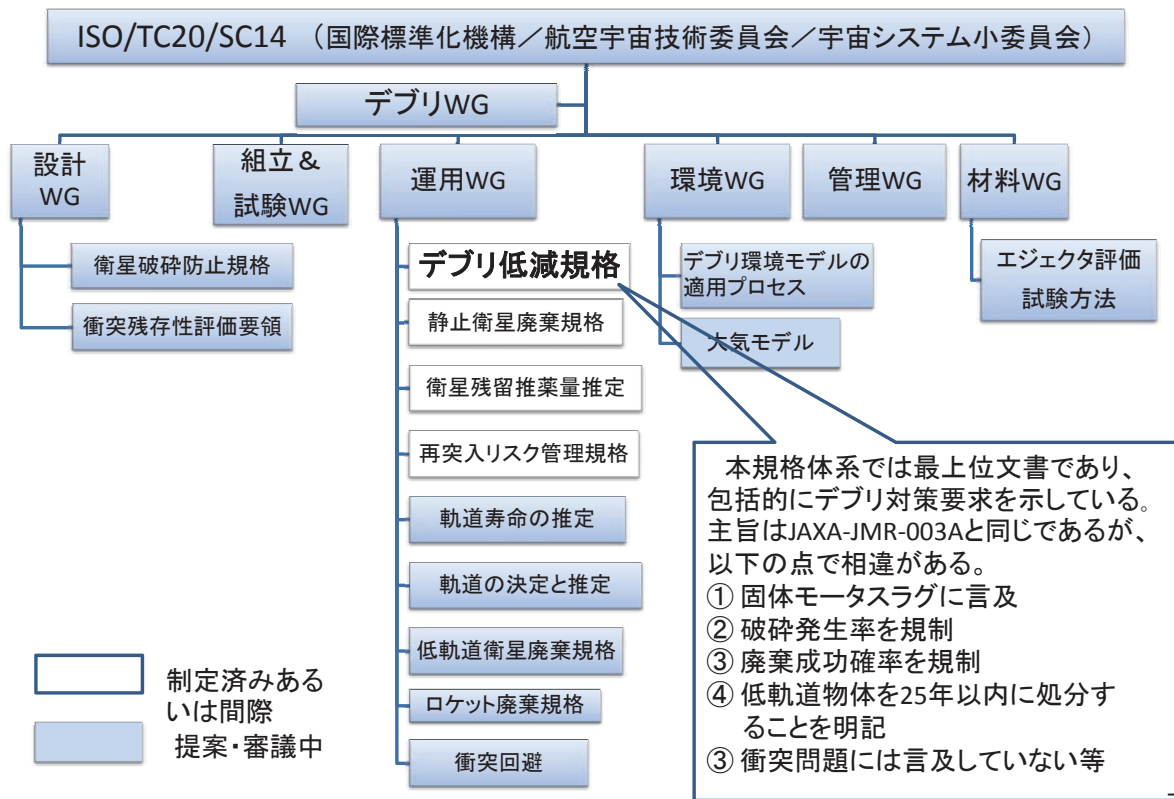 ISO/TC20/SC14 （国際標準化機構／航空宇宙技術委員会／宇宙システム小委員会）
デブリWG
設計
WG
組立＆
試験WG
運用WG
環境WG
管理WG
材料WG
衛星破砕防止規格
衝突残存性評価要領
デブリ低減規格
静止衛星廃棄規格
衛星残留推薬量推定
再突入リスク管理規格
軌道寿命の推定
軌道の決定と推定
低軌道衛星廃棄規格
ロケット廃棄規格
衝突回避
デブリ環境モデルの
適用プロセス
大気モデル
エジェクタ評価
試験方法
本規格体系では最上位文書であり、
包括的にデブリ対策要求を示している。
主旨はJAXA-JMR-003Aと同じであるが、
以下の点で相違がある。
① 固体モータスラグに言及
② 破砕発生率を規制
③ 廃棄成功確率を規制
④ 低軌道物体を25年以内に処分す
ることを明記
③ 衝突問題には言及していない等
制定済みある
いは間際
提案・審議中